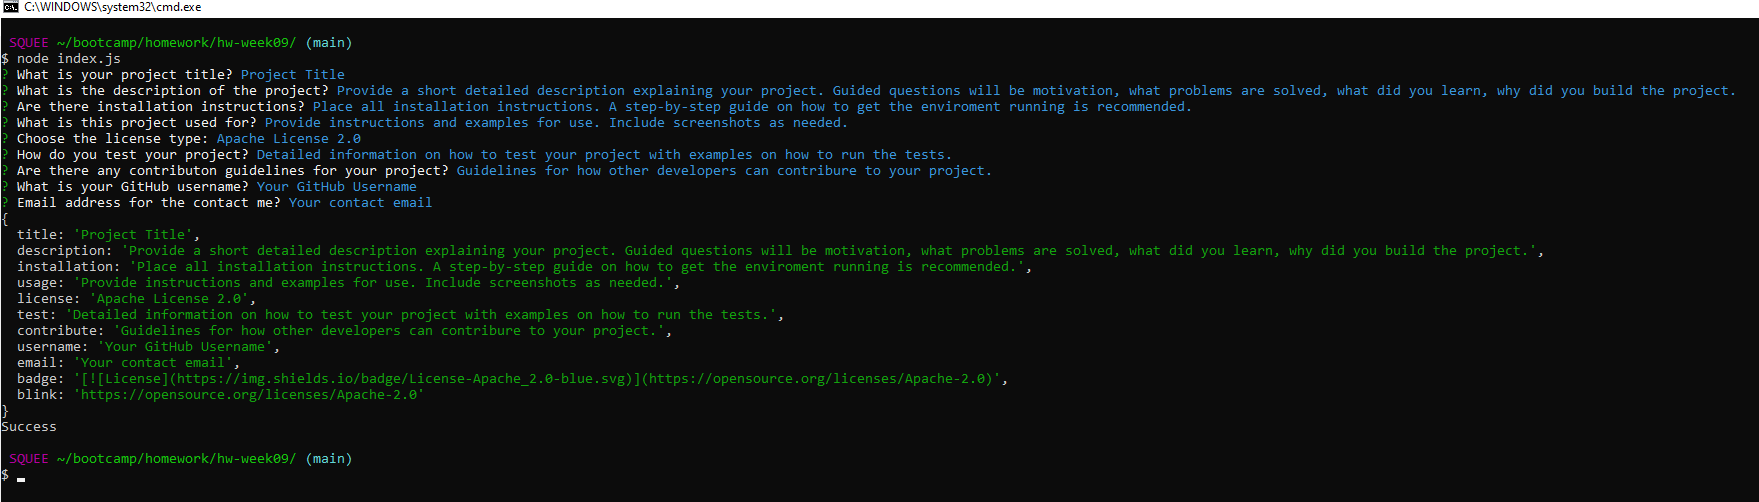 C:\WINDOWS\system32\cmd.exe
SQUEE ~/bootcamp/homework/hw-week09/ (main)
$ node index.js
? What is your project title? Project Title
? What is the description of the project? Provide a short detailed description explaining your project. Guided questions will be motivation, what problems are solved, what did you learn, why did you build the project.
? Are there installation instructions? Place all installation instructions. A step-by-step guide on how to get the enviroment running is recommended.
? What is this project used for? Provide instructions and examples for use. Include screenshots as needed.
? Choose the license type: Apache License 2.0
? How do you test your project? Detailed information on how to test your project with examples on how to run the tests.
? Are there any contributon guidelines for your project? Guidelines for how other developers can contribure to your project.
? What is your GitHub username? Your GitHub Username
? Email address for the contact me? Your contact email
{
  title: 'Project Title',
  description: 'Provide a short detailed description explaining your project. Guided questions will be motivation, what problems are solved, what did you learn, why did you build the project.',
  installation: 'Place all installation instructions. A step-by-step guide on how to get the enviroment running is recommended.',
  usage: 'Provide instructions and examples for use. Include screenshots as needed.',
  license: 'Apache License 2.0',
  test: 'Detailed information on how to test your project with examples on how to run the tests.',
  contribute: 'Guidelines for how other developers can contribure to your project.',
  username: 'Your GitHub Username',
  email: 'Your contact email',
  badge: '[![License](https://img.shields.io/badge/License-Apache_2.0-blue.svg)](https://opensource.org/licenses/Apache-2.0)',
  blink: 'https://opensource.org/licenses/Apache-2.0'
}
Success
SQUEE ~/bootcamp/homework/hw-week09/ (main)
$